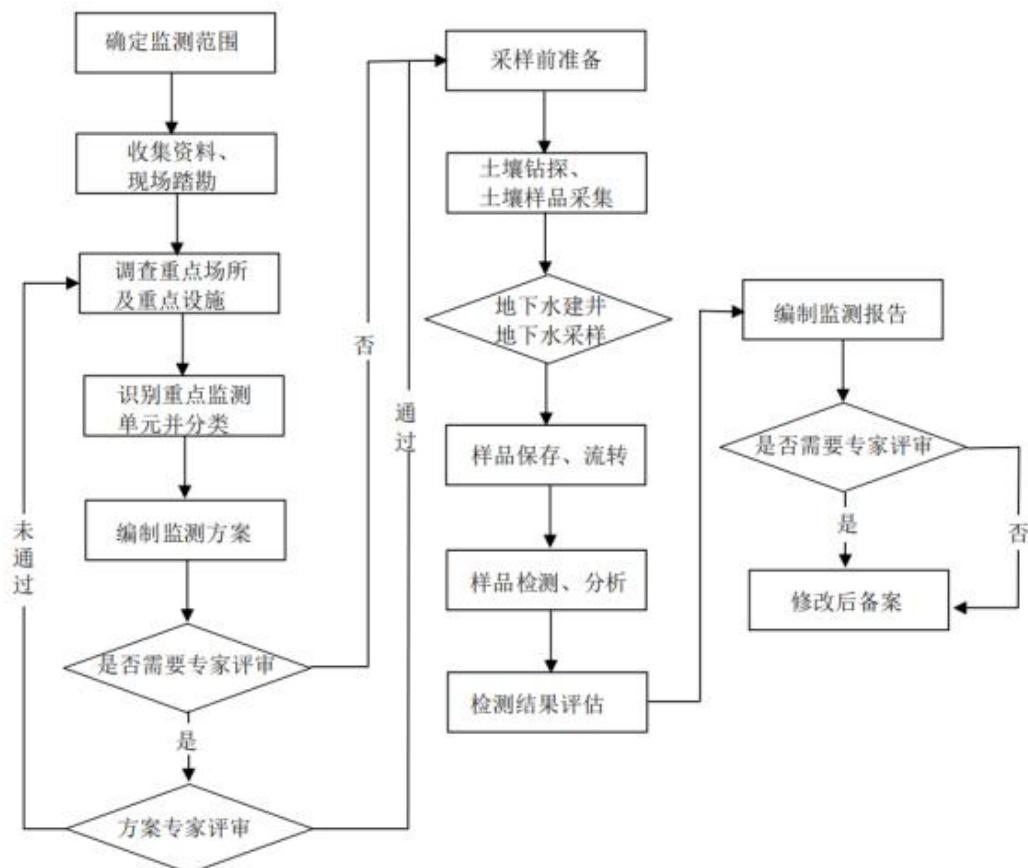 确定监测范围
收集资料、
现场踏勘
调查重点场所
及重点设施
识别重点监测
单元并分类
编制监测方案
是否需要专家评审
是
方案专家评审
未通过
否
通过
采样前准备
土壤钻探、
土壤样品采集
地下水建井
地下水采样
样品保存、流转
样品检测、分析
检测结果评估
编制监测报告
是否需要专家评审
是
否
修改后备案